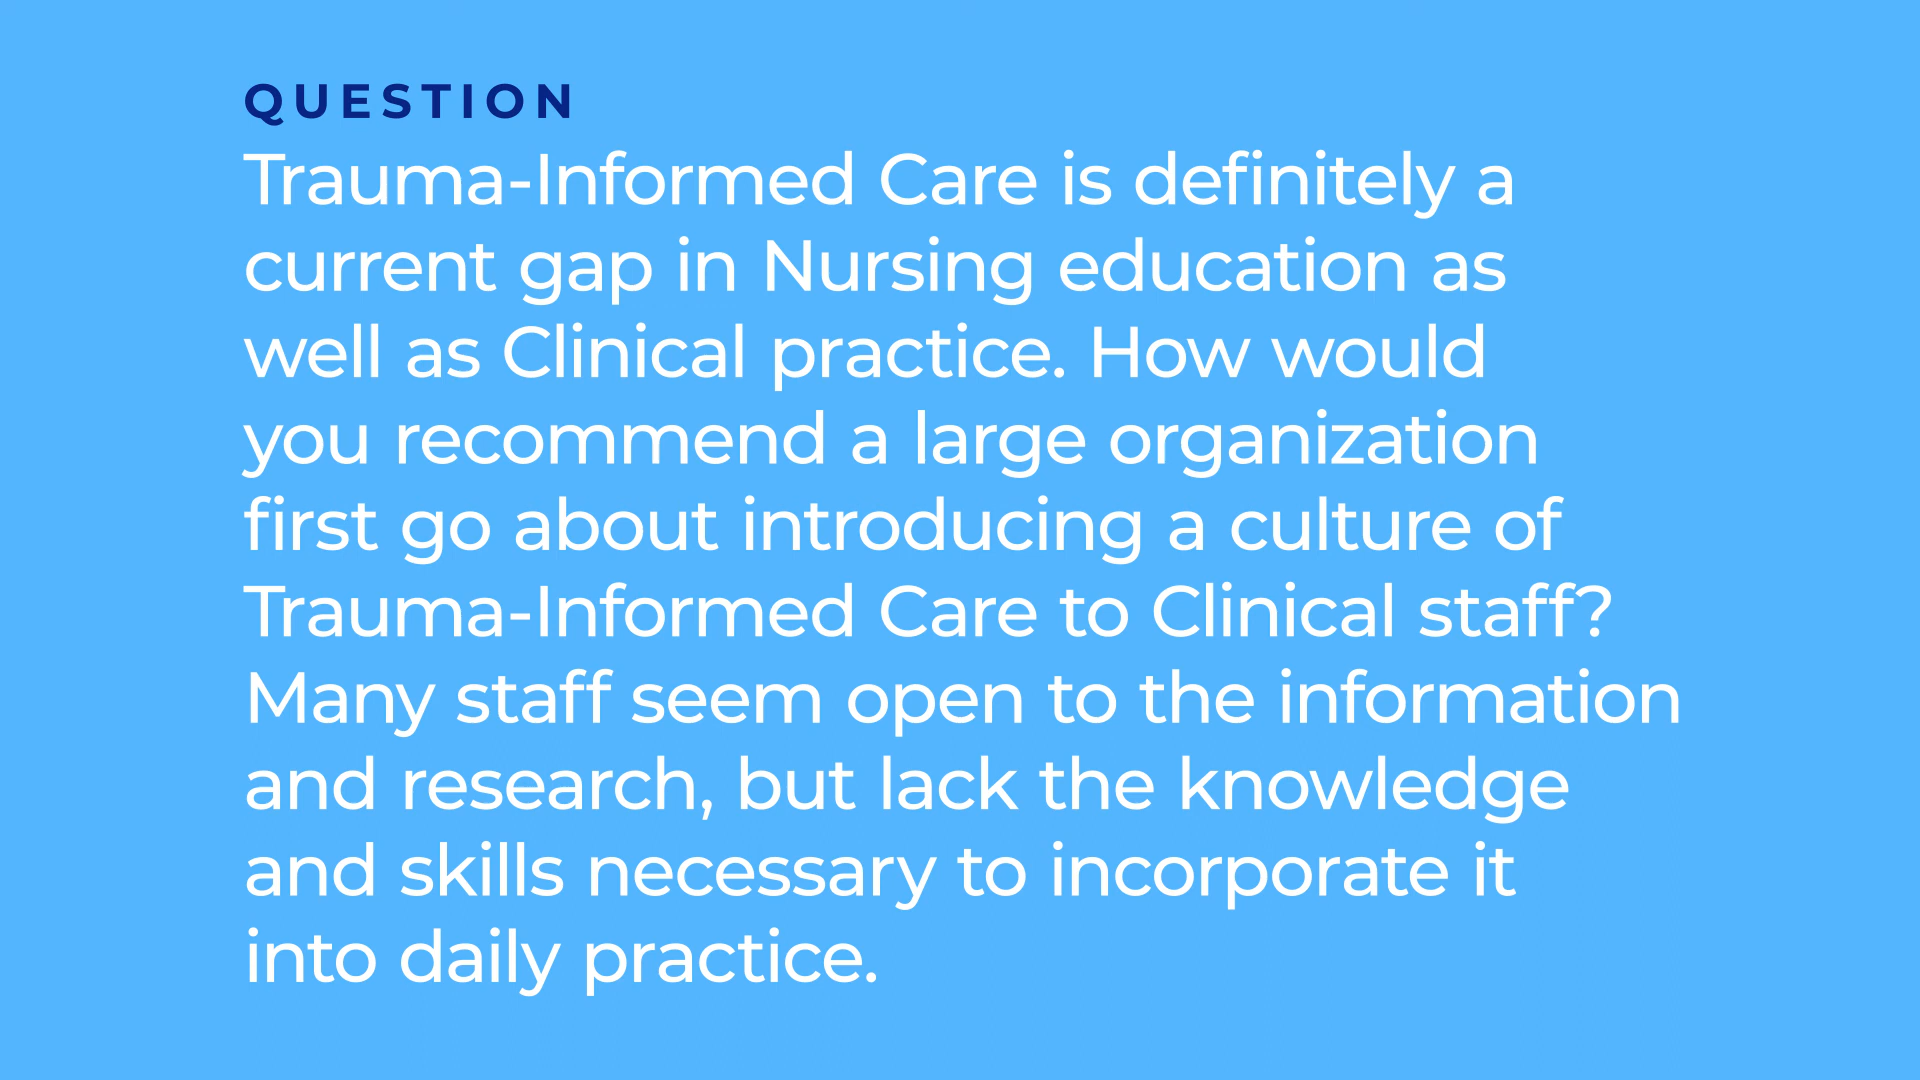 QUESTION
Trauma-Informed Care is definitely a
current gap in Nursing education as
well as Clinical practice. How would
you recommend a large organization
first go about introducing a culture of
Trauma-Informed Care to Clinical staff?
Many staff seem open to the information
and research, but lack the knowledge
and skills necessary to incorporate it
into daily practice.